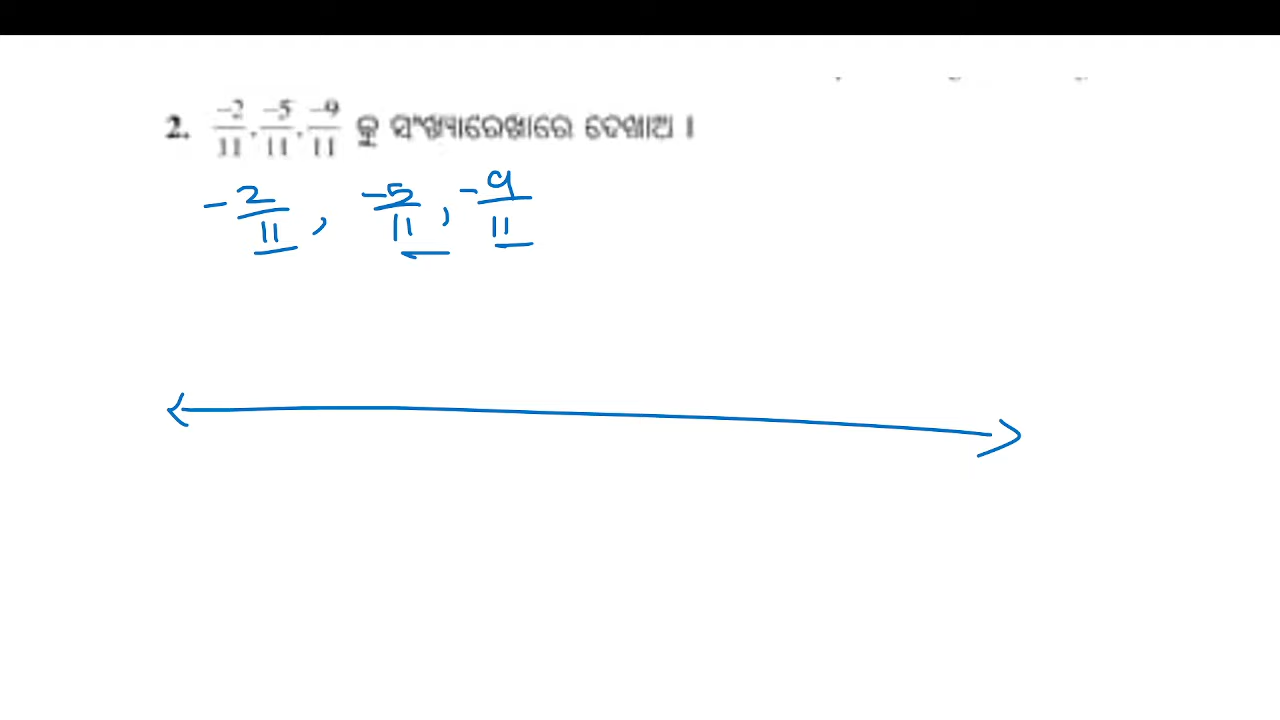 2. -2/11, -5/11, -9/11 କୁ ସଂଖ୍ୟାରେଖାରେ ଦେଖାଅ ।
-2/11, -5/11, -9/11